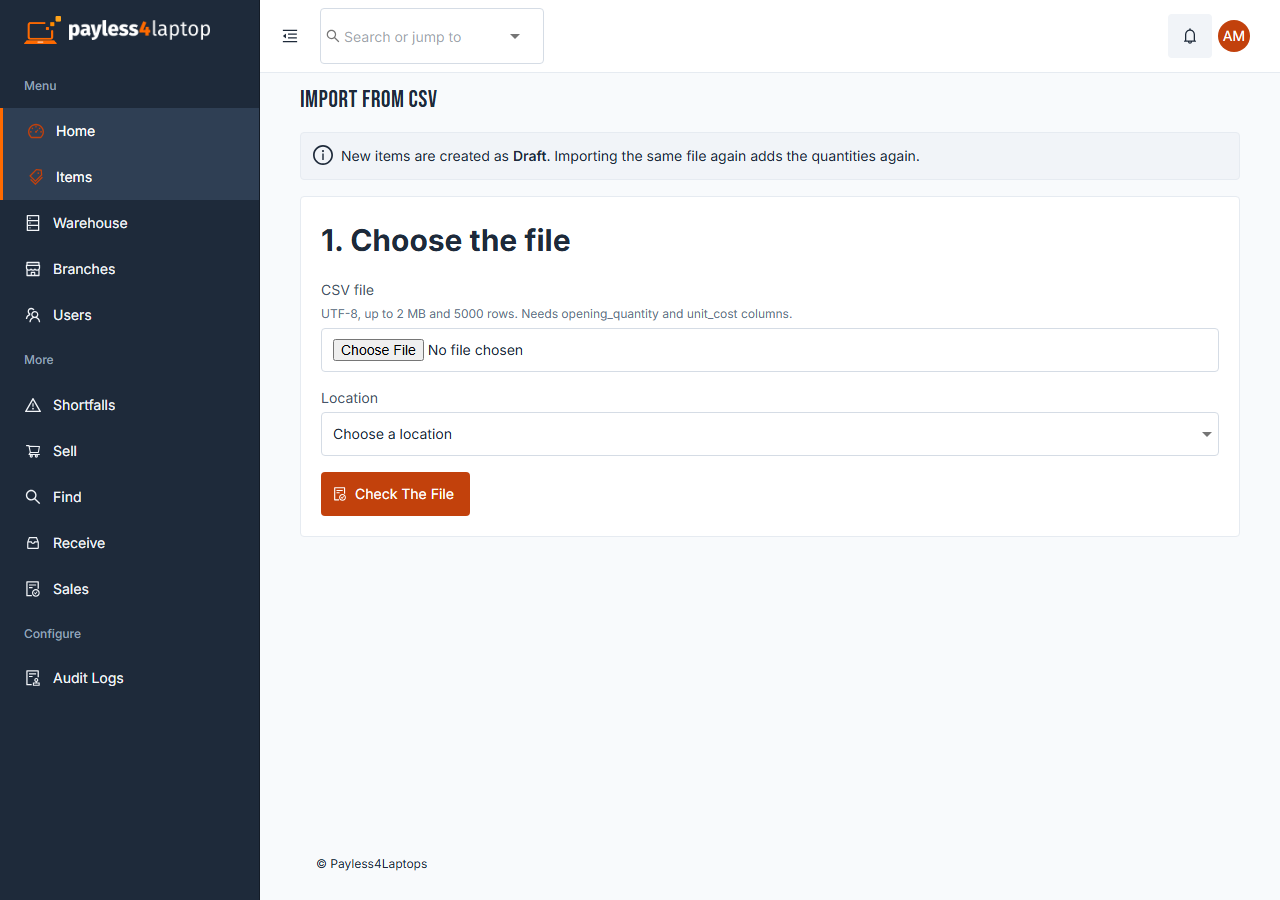 payless4laptop
Search or jump to
AM
Menu
Home
Items
Warehouse
Branches
Users
More
Shortfalls
Sell
Find
Receive
Sales
Configure
Audit Logs
IMPORT FROM CSV
New items are created as Draft. Importing the same file again adds the quantities again.
1. Choose the file
CSV file
UTF-8, up to 2 MB and 5000 rows. Needs opening_quantity and unit_cost columns.
Choose File No file chosen
Location
Choose a location
Check The File
© Payless4Laptops